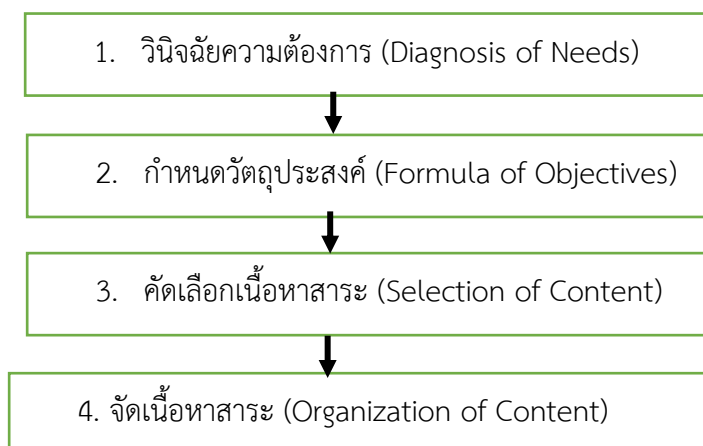 1. วินิจฉัยความต้องการ (Diagnosis of Needs)
2. กำหนดวัตถุประสงค์ (Formula of Objectives)
3. คัดเลือกเนื้อหาสาระ (Selection of Content)
4. จัดเนื้อหาสาระ (Organization of Content)